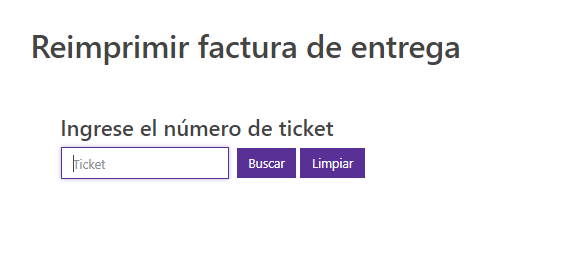 Reimprimir factura de entrega
Ingrese el número de ticket
Ticket Buscar Limpiar